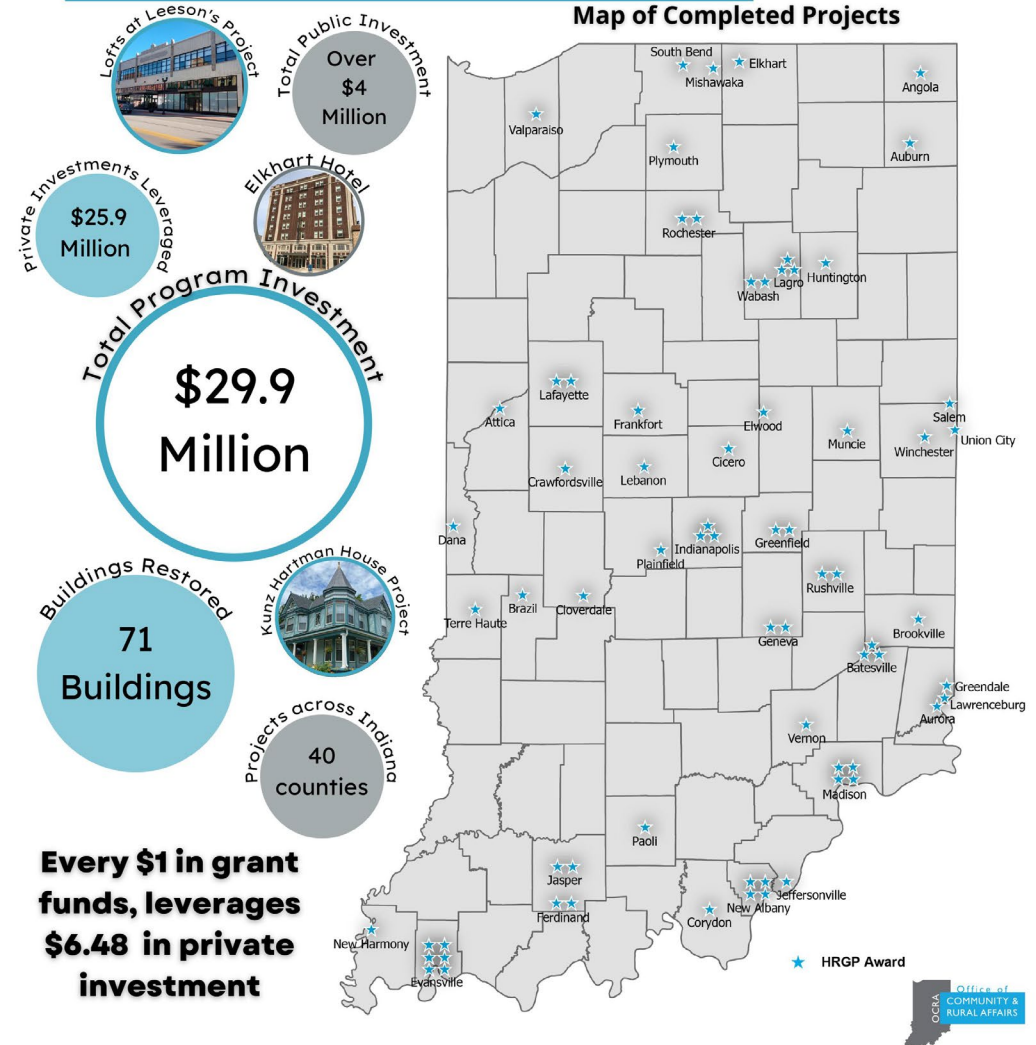 Map of Completed Projects
Lofts at Leeson's Project
Total Public Investment
Over
$4
Million
Private Investments Leveraged
$25.9
Million
Elkhart Hotel
Total Program Investment
$29.9
Million
Buildings Restored
71
Buildings
Kunz Hartman House Project
Projects across Indiana
40
counties
Every $1 in grant
funds, leverages
$6.48 in private
investment
South Bend
Elkhart
Mishawaka
Angola
Valparaiso
Plymouth
Auburn
Rochester
Lagro
Huntington
Wabash
Lafayette
Attica
Frankfort
Elwood
Salem
Muncie
Union City
Winchester
Cicero
Crawfordsville
Lebanon
Dana
Indianapolis
Greenfield
Plainfield
Rushville
Brazil
Cloverdale
Terre Haute
Geneva
Brookville
Batesville
Greendale
Lawrenceburg
Aurora
Vernon
Madison
Paoli
Jasper
Jeffersonville
New Albany
Ferdinand
Corydon
New Harmony
Evansville
HRGP Award
OCRA
Office of
COMMUNITY &
RURAL AFFAIRS